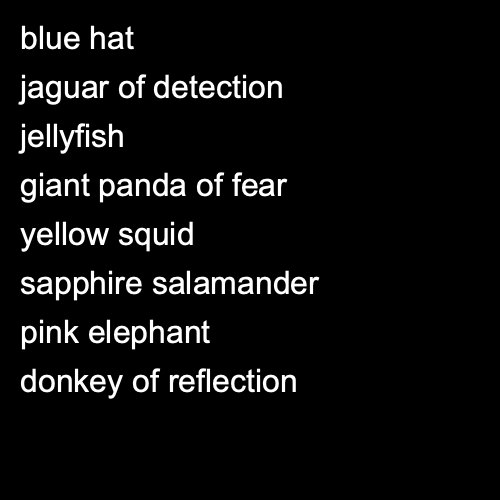 blue hat
jaguar of detection
jellyfish
giant panda of fear
yellow squid
sapphire salamander
pink elephant
donkey of reflection